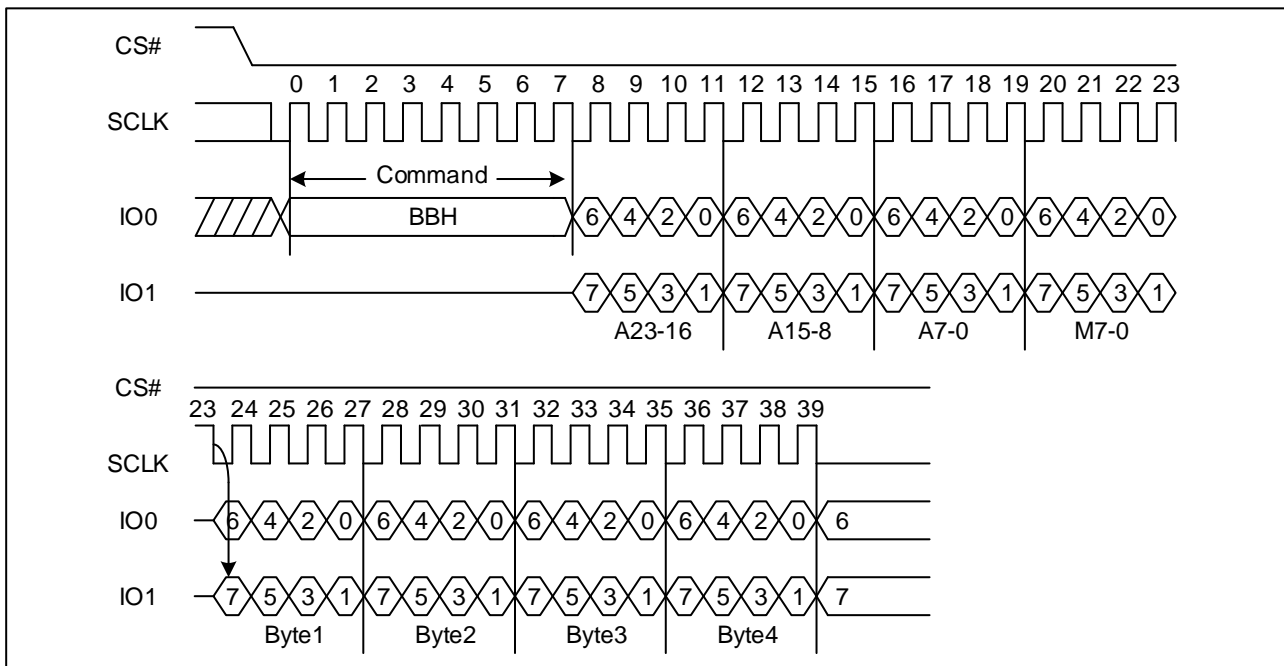 CS#
0 1 2 3 4 5 6 7 8 9 10 11 12 13 14 15 16 17 18 19 20 21 22 23
SCLK
Command
IO0 BBH 6 4 2 0 6 4 2 0 6 4 2 0 6 4 2 0
IO1 7 5 3 1 7 5 3 1 7 5 3 1 7 5 3 1
A23-16 A15-8 A7-0 M7-0
CS#
23 24 25 26 27 28 29 30 31 32 33 34 35 36 37 38 39
SCLK
IO0 6 4 2 0 6 4 2 0 6 4 2 0 6 4 2 0 6
IO1 7 5 3 1 7 5 3 1 7 5 3 1 7 5 3 1 7
Byte1 Byte2 Byte3 Byte4